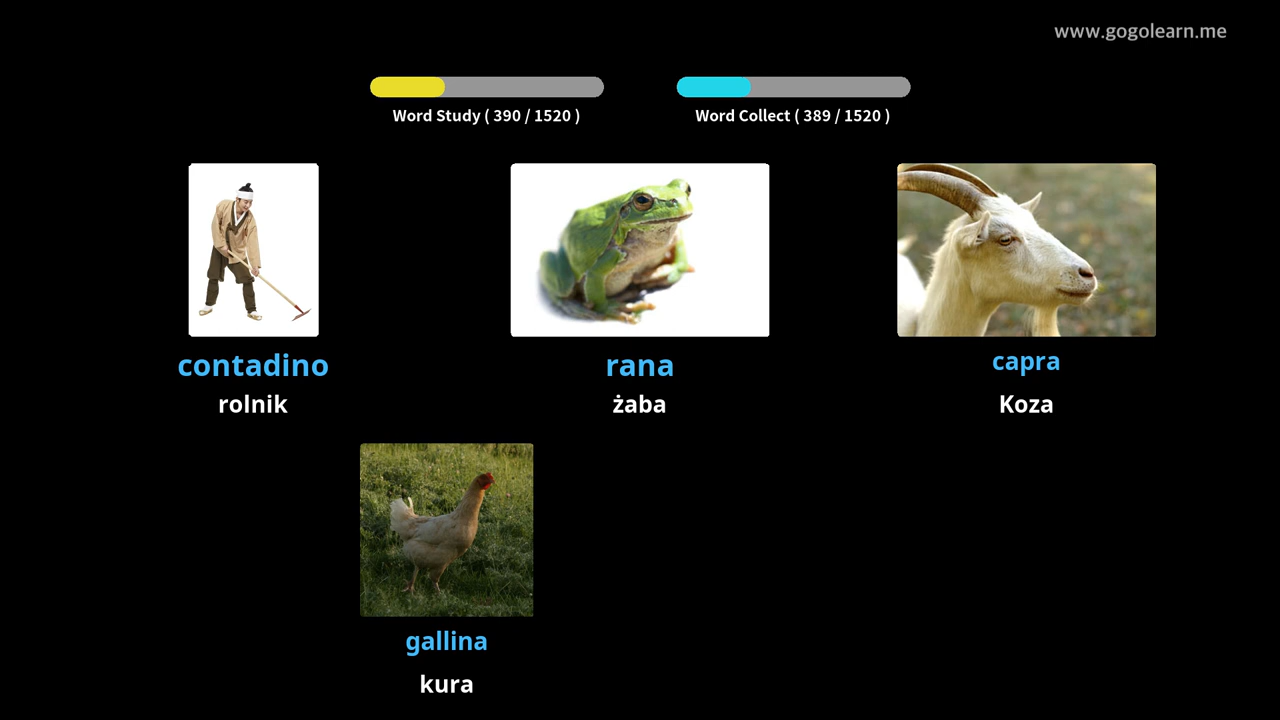 www.gogolearn.me
Word Study ( 390 / 1520 )
Word Collect ( 389 / 1520 )
contadino
rolnik
rana
żaba
capra
Koza
gallina
kura